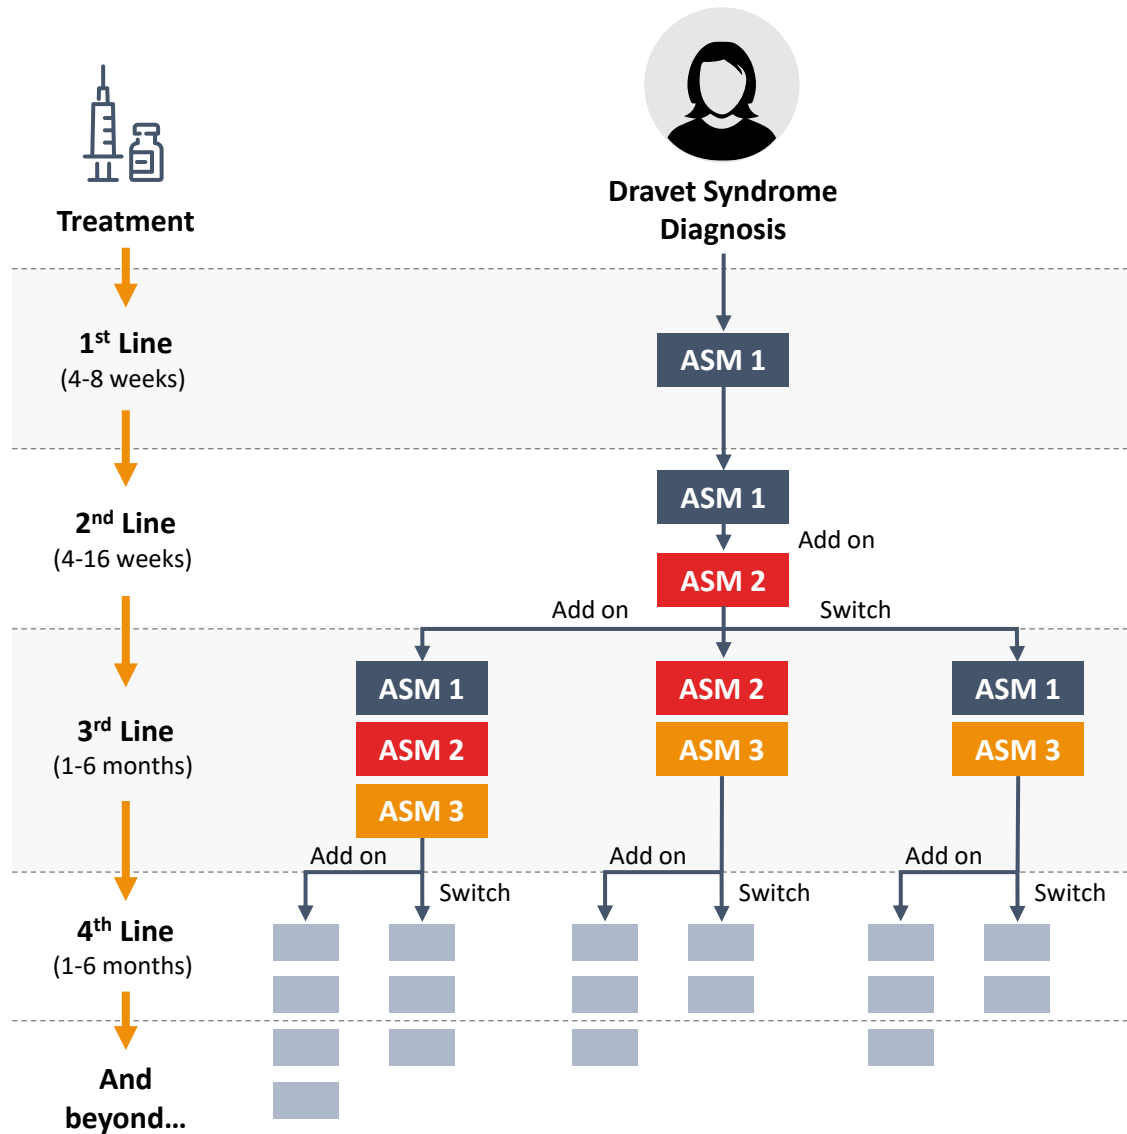 Treatment
Dravet Syndrome
Diagnosis
1st Line
(4-8 weeks)
ASM 1
2nd Line
(4-16 weeks)
ASM 1
Add on
ASM 2
Add on
Switch
3rd Line
(1-6 months)
ASM 1
ASM 2
ASM 3
ASM 2
ASM 3
ASM 1
ASM 3
Add on
Switch
Add on
Switch
Add on
Switch
4th Line
(1-6 months)
And
beyond…